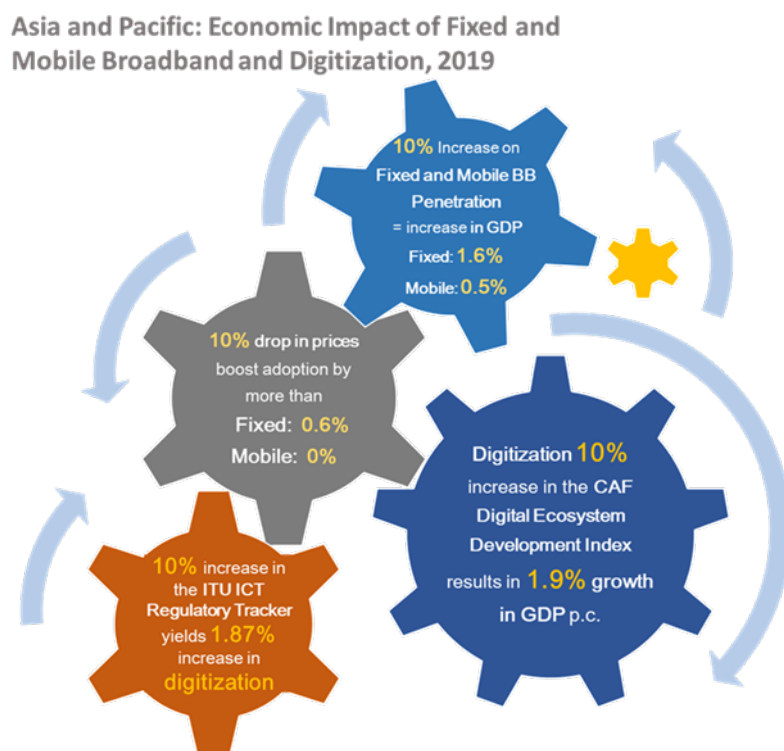 Asia and Pacific: Economic Impact of Fixed and
Mobile Broadband and Digitization, 2019
10% Increase on
Fixed and Mobile BB
Penetration
= increase in GDP
Fixed: 1.6%
Mobile: 0.5%
10% drop in prices
boost adoption by
more than
Fixed: 0.6%
Mobile: 0%
Digitization 10%
increase in the CAF
Digital Ecosystem
Development Index
results in 1.9% growth
in GDP p.c.
10% increase in
the ITU ICT
Regulatory Tracker
yields 1.87%
increase in
digitization